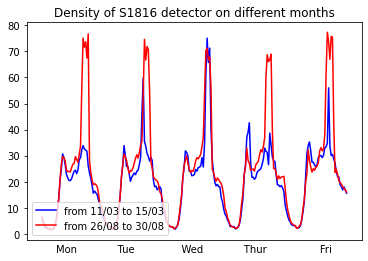 Density of S1816 detector on different months
80
70
60
50
40
30
20
10
0
from 11/03 to 15/03
from 26/08 to 30/08
Mon Tue Wed Thur Fri